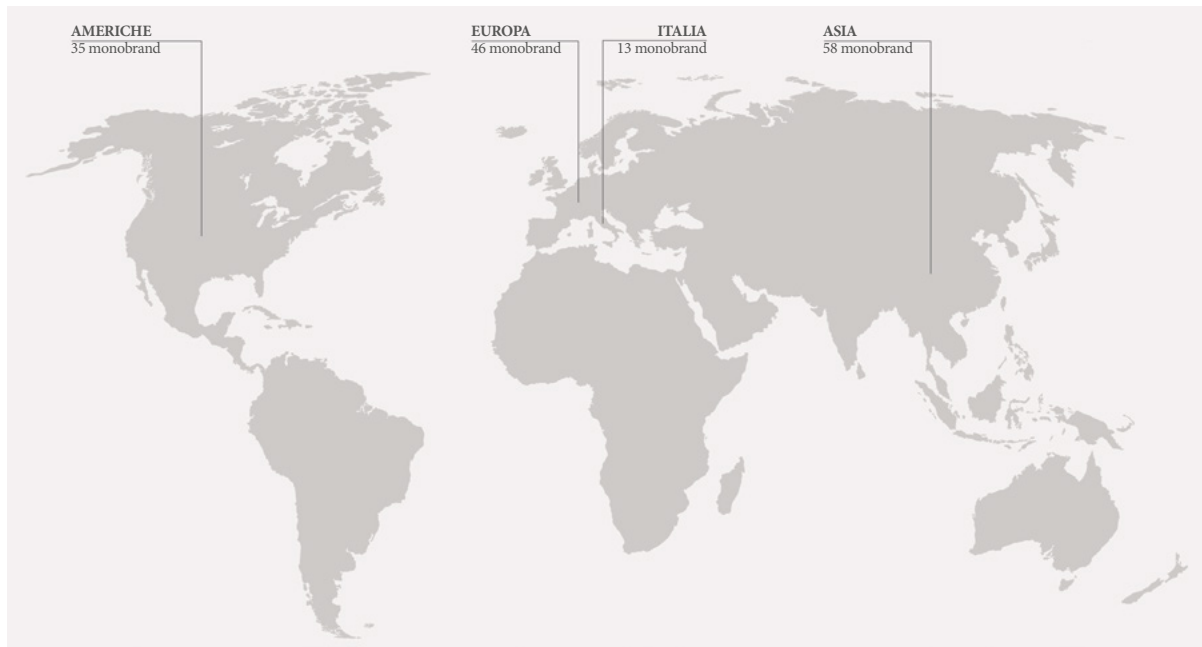 AMERICHE
35 monobrand
EUROPA
46 monobrand
ITALIA
13 monobrand
ASIA
58 monobrand